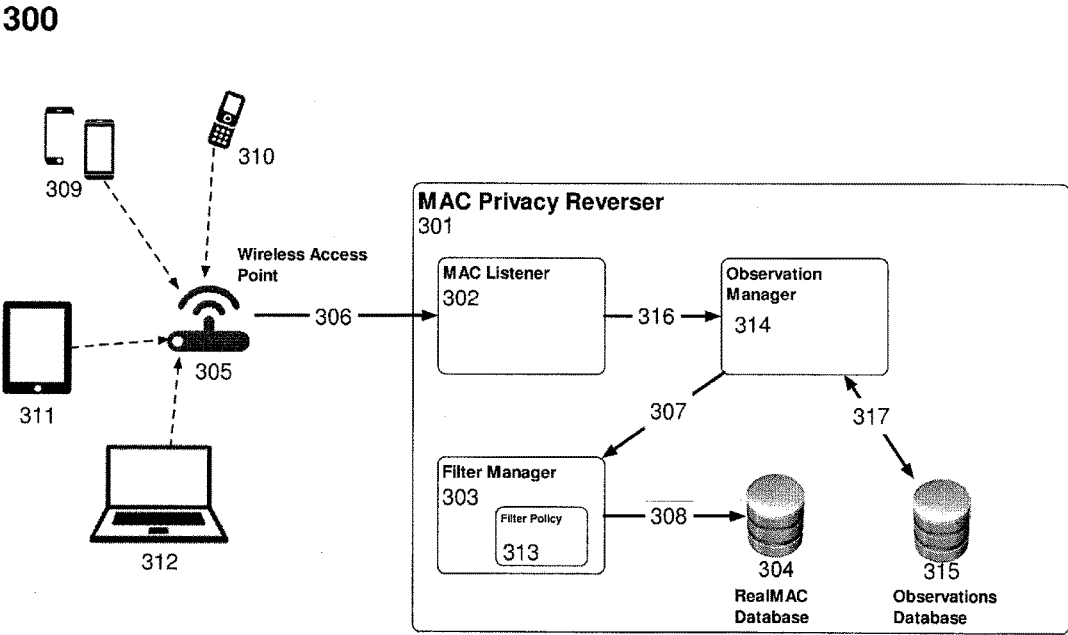 300
309
310
MAC Privacy Reverser
301
Wireless Access
Point
MAC Listener
302
Observation
Manager
314
306
316
305
311
307
317
Filter Manager
303
Filter Policy
313
308
312
304
RealMAC
Database
315
Observations
Database